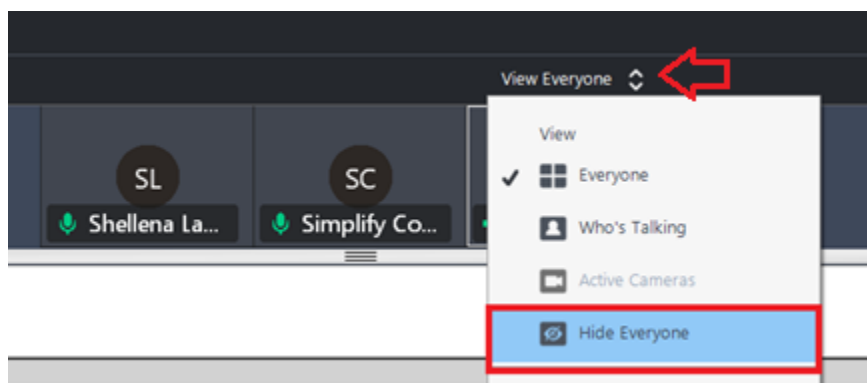 View Everyone
SL
SC
Shellena La...
Simplify Co...
View
Everyone
Who's Talking
Active Cameras
Hide Everyone